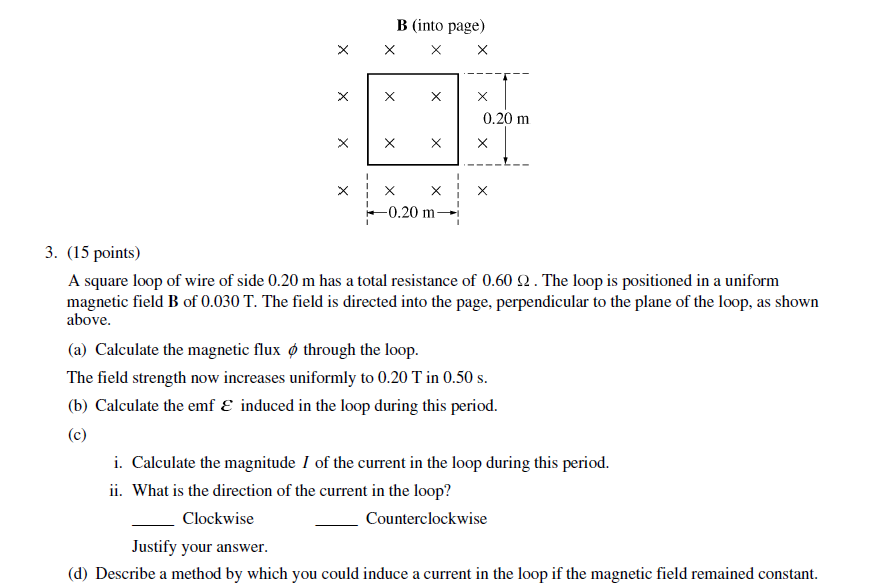 B (into page)
0.20 m
0.20 m
3. (15 points)
A square loop of wire of side 0.20 m has a total resistance of 0.60 Ω . The loop is positioned in a uniform
magnetic field B of 0.030 T. The field is directed into the page, perpendicular to the plane of the loop, as shown
above.
(a) Calculate the magnetic flux ϕ through the loop.
The field strength now increases uniformly to 0.20 T in 0.50 s.
(b) Calculate the emf ℰ induced in the loop during this period.
(c)
i. Calculate the magnitude I of the current in the loop during this period.
ii. What is the direction of the current in the loop?
_____ Clockwise _____ Counterclockwise
Justify your answer.
(d) Describe a method by which you could induce a current in the loop if the magnetic field remained constant.